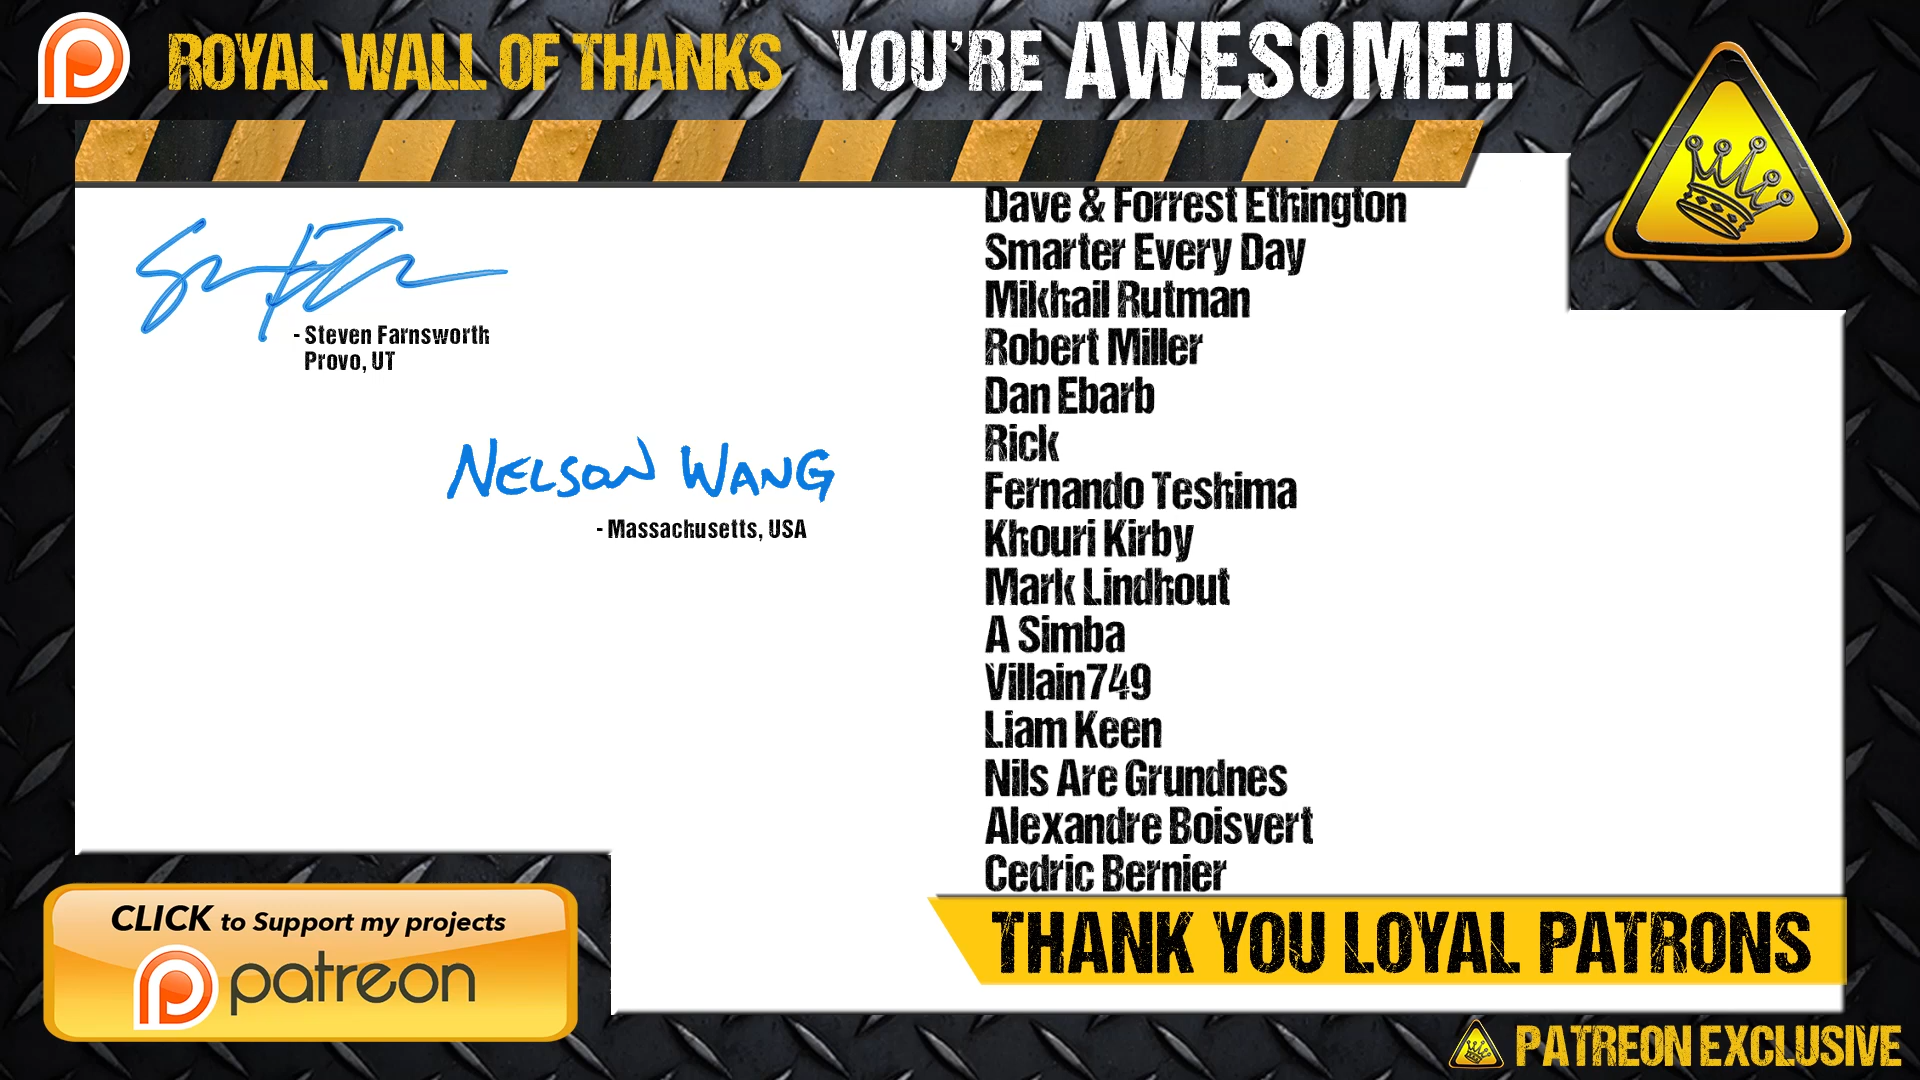 ROYAL WALL OF THANKS YOU'RE AWESOME!!
- Steven Farnsworth
Provo, UT
NELSON WANG
- Massachusetts, USA
Dave & Forrest Ethington
Smarter Every Day
Mikhail Rutman
Robert Miller
Dan Ebarb
Rick
Fernando Teshima
Khouri Kirby
Mark Lindhout
A Simba
Villain749
Liam Keen
Nils Are Grundnes
Alexandre Boisvert
Cedric Bernier
THANK YOU LOYAL PATRONS
CLICK to Support my projects
patreon
PATREON EXCLUSIVE